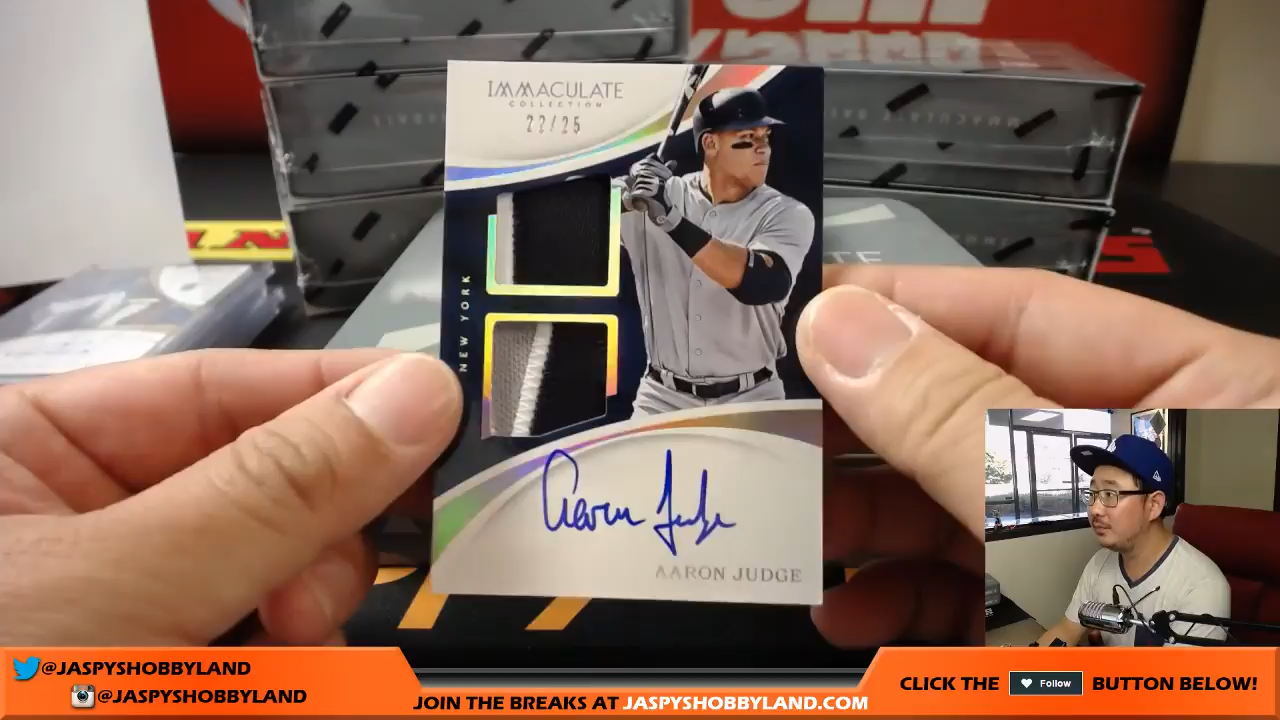 IMMACULATE
COLLECTION
22/25
NEW YORK
Aaron Judge
AARON JUDGE
@JASPYSHOBBYLAND
@JASPYSHOBBYLAND
JOIN THE BREAKS AT JASPYSHOBBYLAND.COM
CLICK THE Follow BUTTON BELOW!